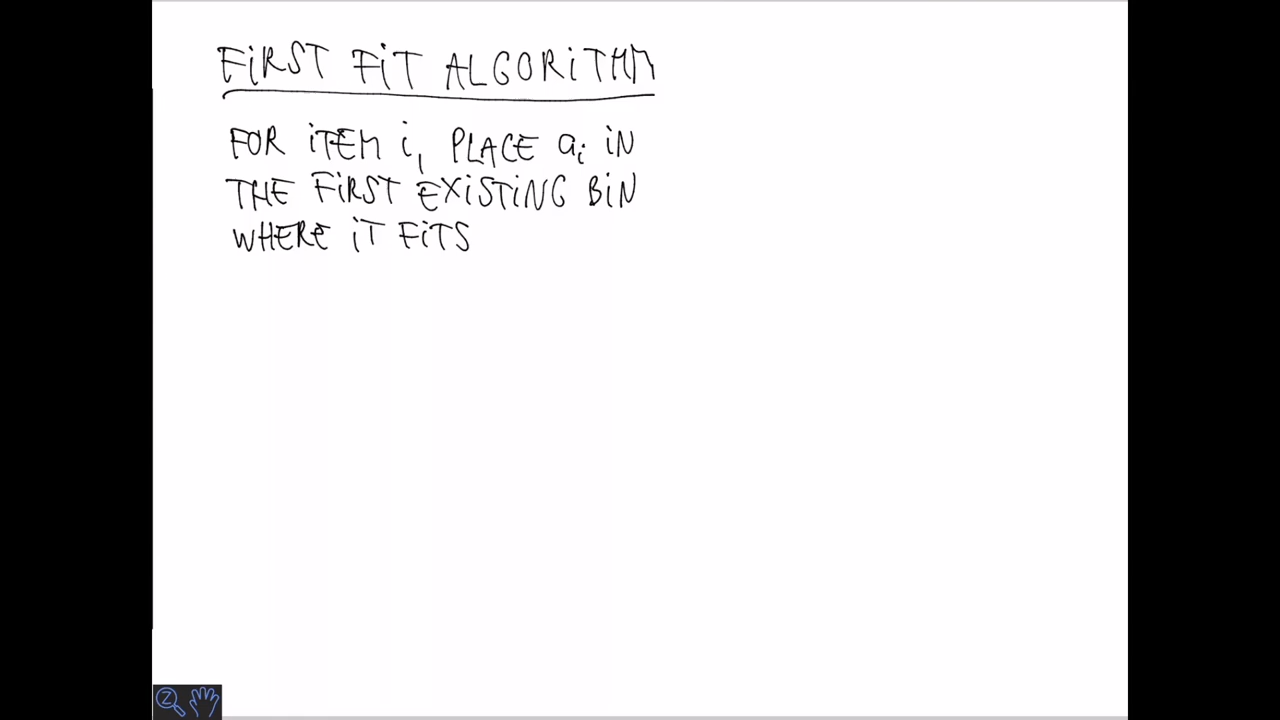 FiRST FiT ALGORiTHM
FOR iTEM i, PLACE ai iN
THE FiRST EXiSTiNG BiN
WHERE iT FiTS
Z